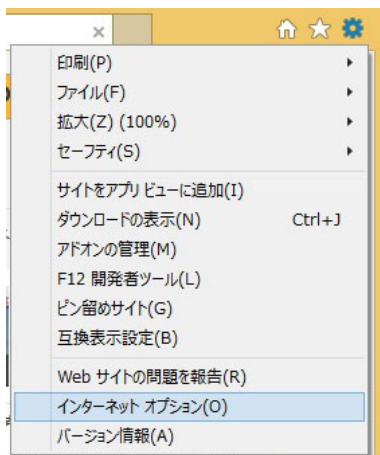 印刷(P)
ファイル(F)
拡大(Z) (100%)
セーフティ(S)
サイトをアプリ ビューに追加(I)
ダウンロードの表示(N) Ctrl+J
アドオンの管理(M)
F12 開発者ツール(L)
ピン留めサイト(G)
互換表示設定(B)
Web サイトの問題を報告(R)
インターネット オプション(O)
バージョン情報(A)